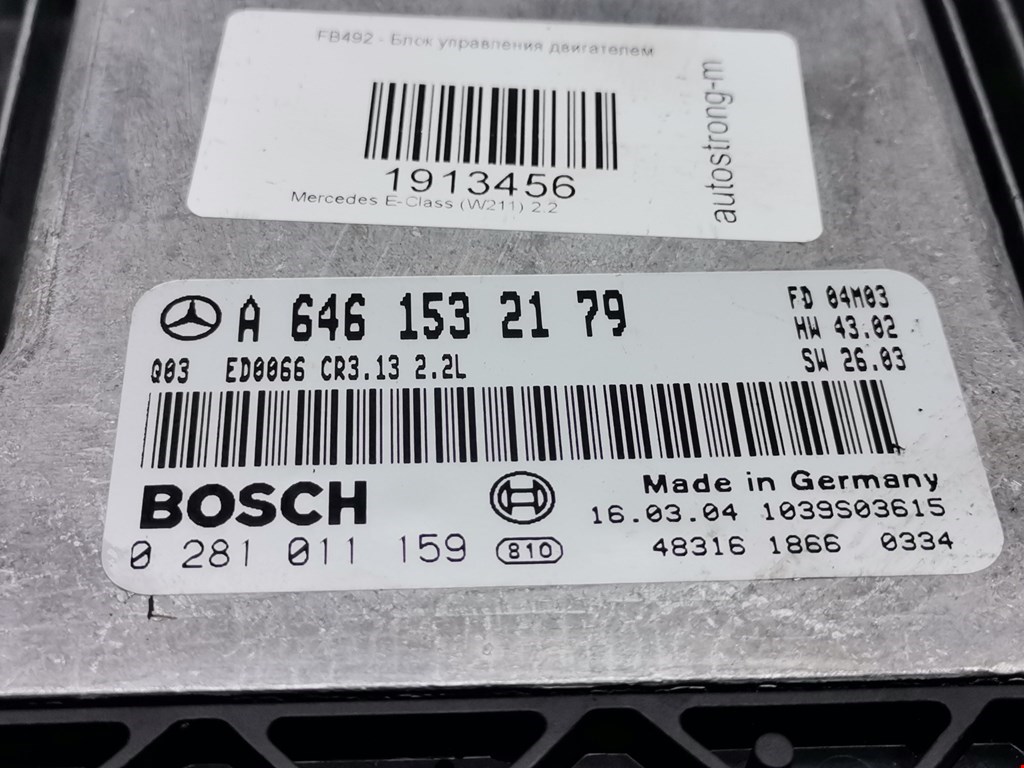 FB492 - Блок управления двигателем
1913456
Mercedes E-Class (W211) 2.2
autostrong-m
A 646 153 21 79
FD 04M03
HW 43.02
SW 26.03
Q03 ED0066 CR3.13 2.2L
BOSCH
Made in Germany
16.03.04 1039S03615
0 281 011 159
810
48316 1866 0334